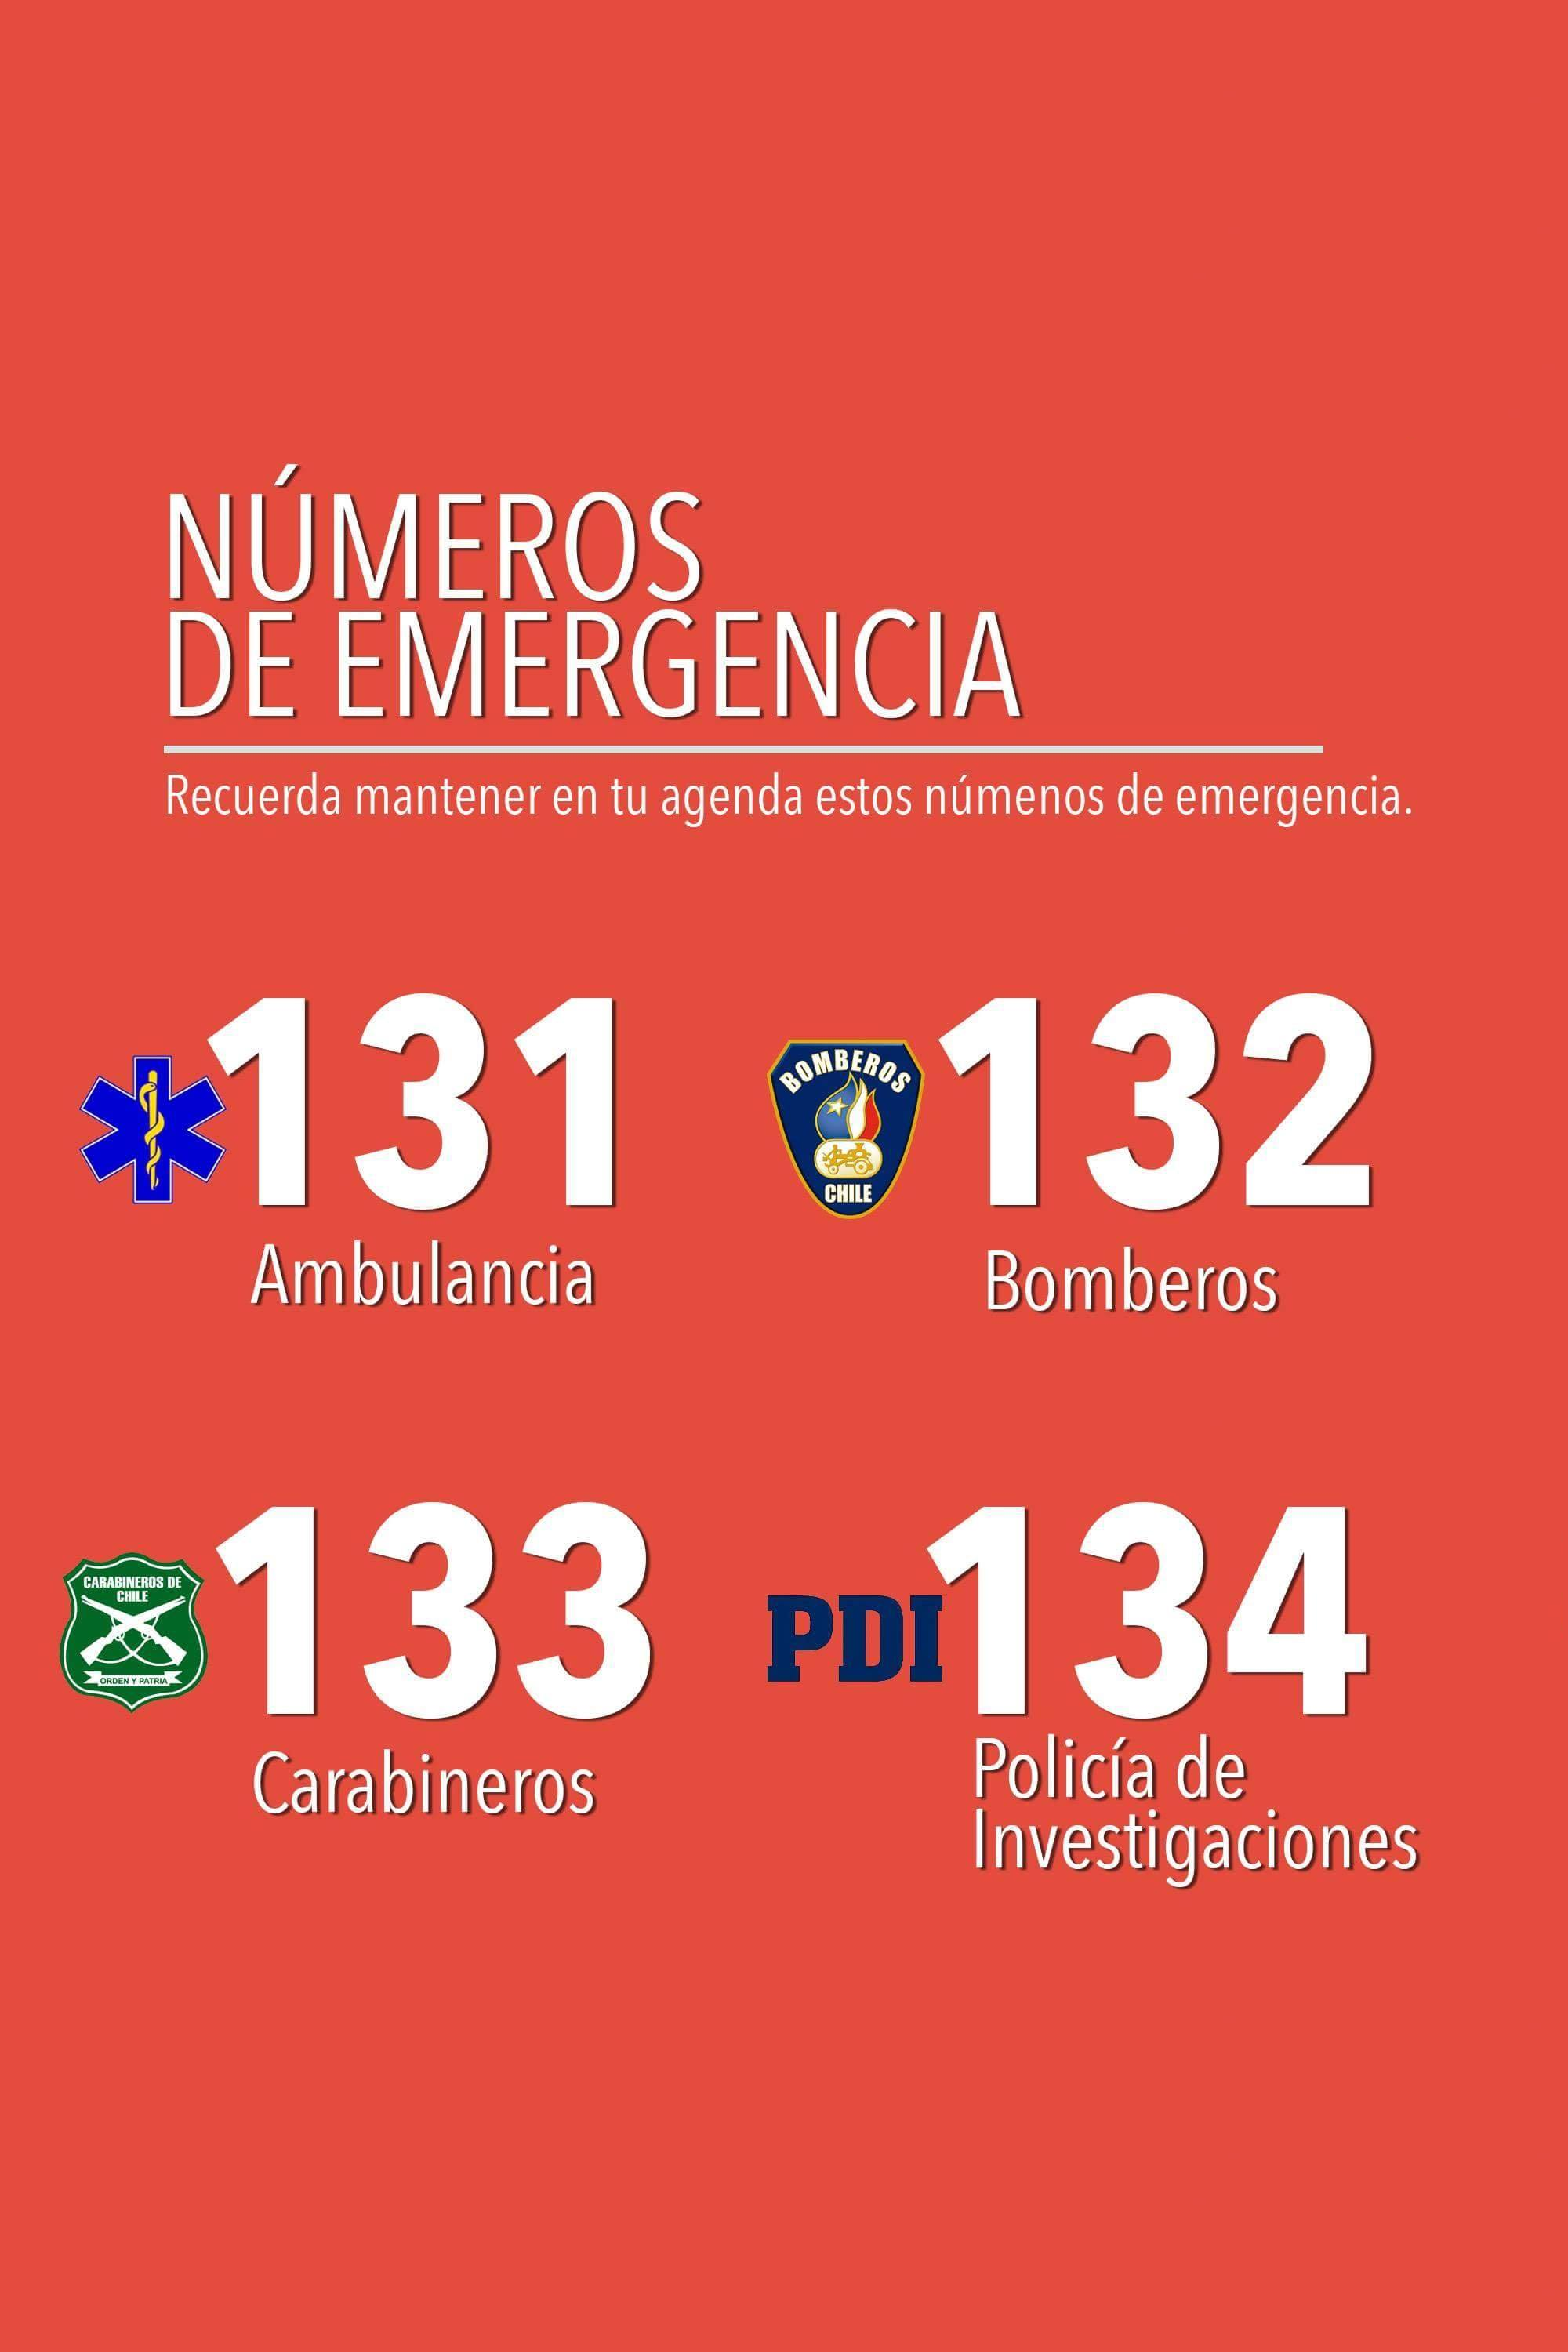 NÚMEROS
DE EMERGENCIA
Recuerda mantener en tu agenda estos númenos de emergencia.
131
Ambulancia
BOMBEROS
CHILE
132
Bomberos
CARABINEROS DE
CHILE
ORDEN Y PATRIA
133
Carabineros
PDI
134
Policía de
Investigaciones